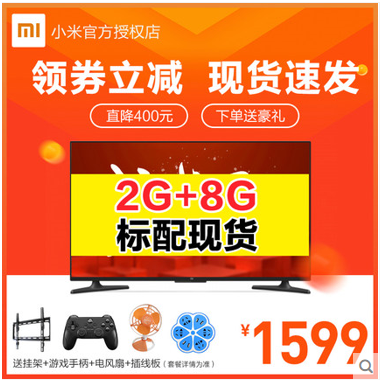 mi 小米官方授权店
领券立减 现货速发
直降400元 下单送豪礼
2G+8G
标配现货
¥1599
送挂架+游戏手柄+电风扇+插线板（套餐详情为准）